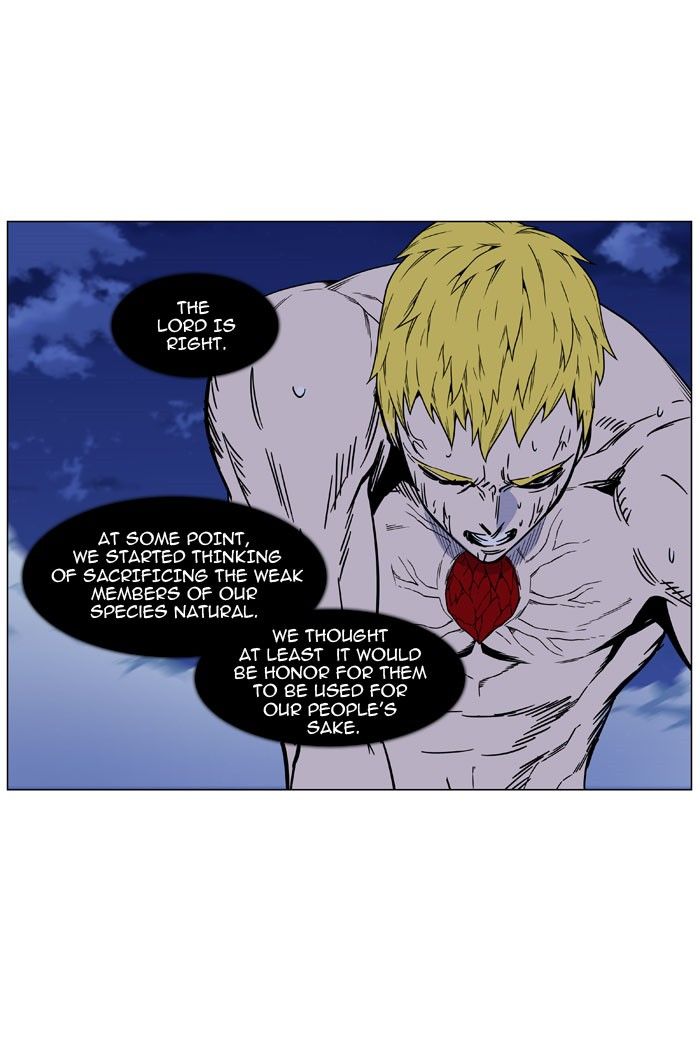 THE
LORD IS
RIGHT.
AT SOME POINT,
WE STARTED THINKING
OF SACRIFICING THE WEAK
MEMBERS OF OUR
SPECIES NATURAL.
WE THOUGHT
AT LEAST IT WOULD
BE HONOR FOR THEM
TO BE USED FOR
OUR PEOPLE'S
SAKE.